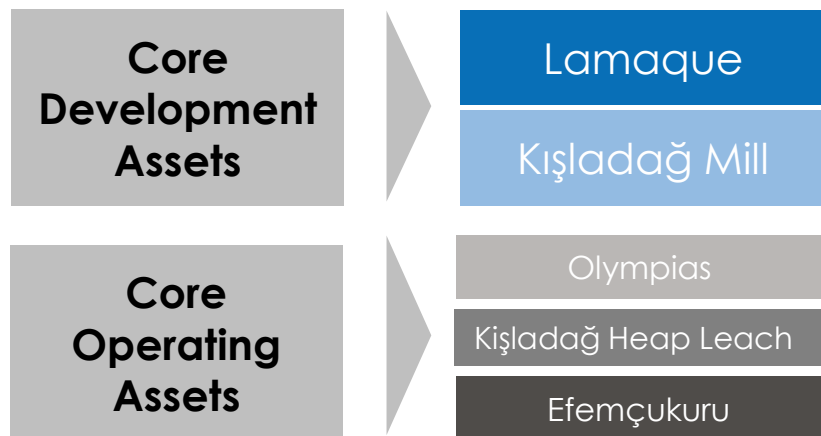 Core
Development
Assets
Lamaque
Kışladağ Mill
Core
Operating
Assets
Olympias
Kişladağ Heap Leach
Efemçukuru